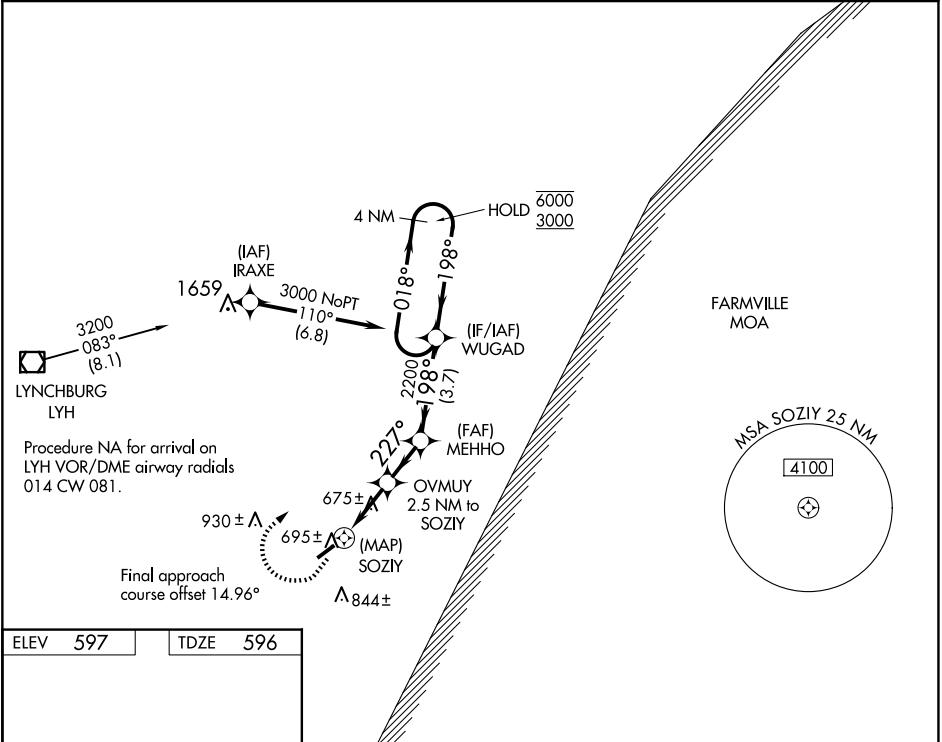 4 NM
HOLD
6000
3000
018°
198°
(IAF)
IRAXE
1659
3000 NoPT
110°
(6.8)
(IF/IAF)
WUGAD
FARMVILLE
MOA
3200
083°
(8.1)
LYNCHBURG
LYH
2200
198°
(3.7)
Procedure NA for arrival on
LYH VOR/DME airway radials
014 CW 081.
227°
(FAF)
MEHHO
OVMUY
2.5 NM to
SOZIY
675±
930±
695±
(MAP)
SOZIY
844±
Final approach
course offset 14.96°
MSA SOZIY 25 NM
4100
ELEV 597
TDZE 596